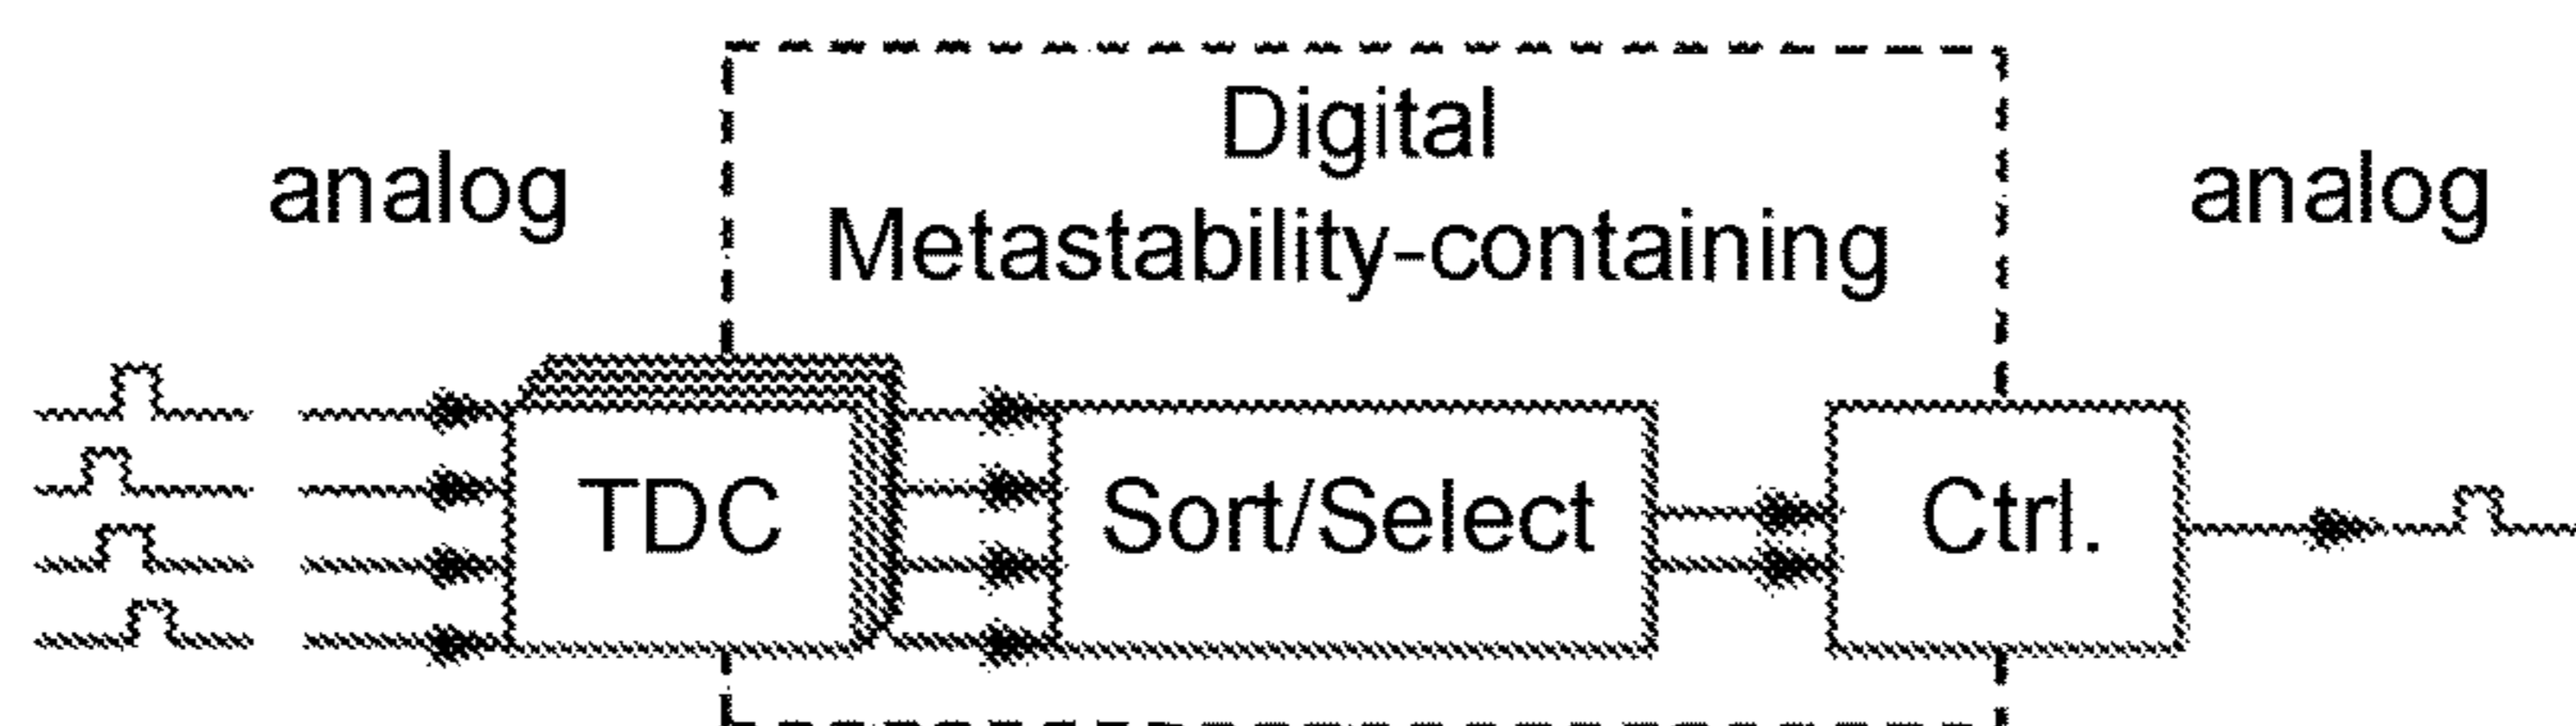 Digital
analog
analog
Metastability-containing
TDC
Sort/Select
Ctrl.